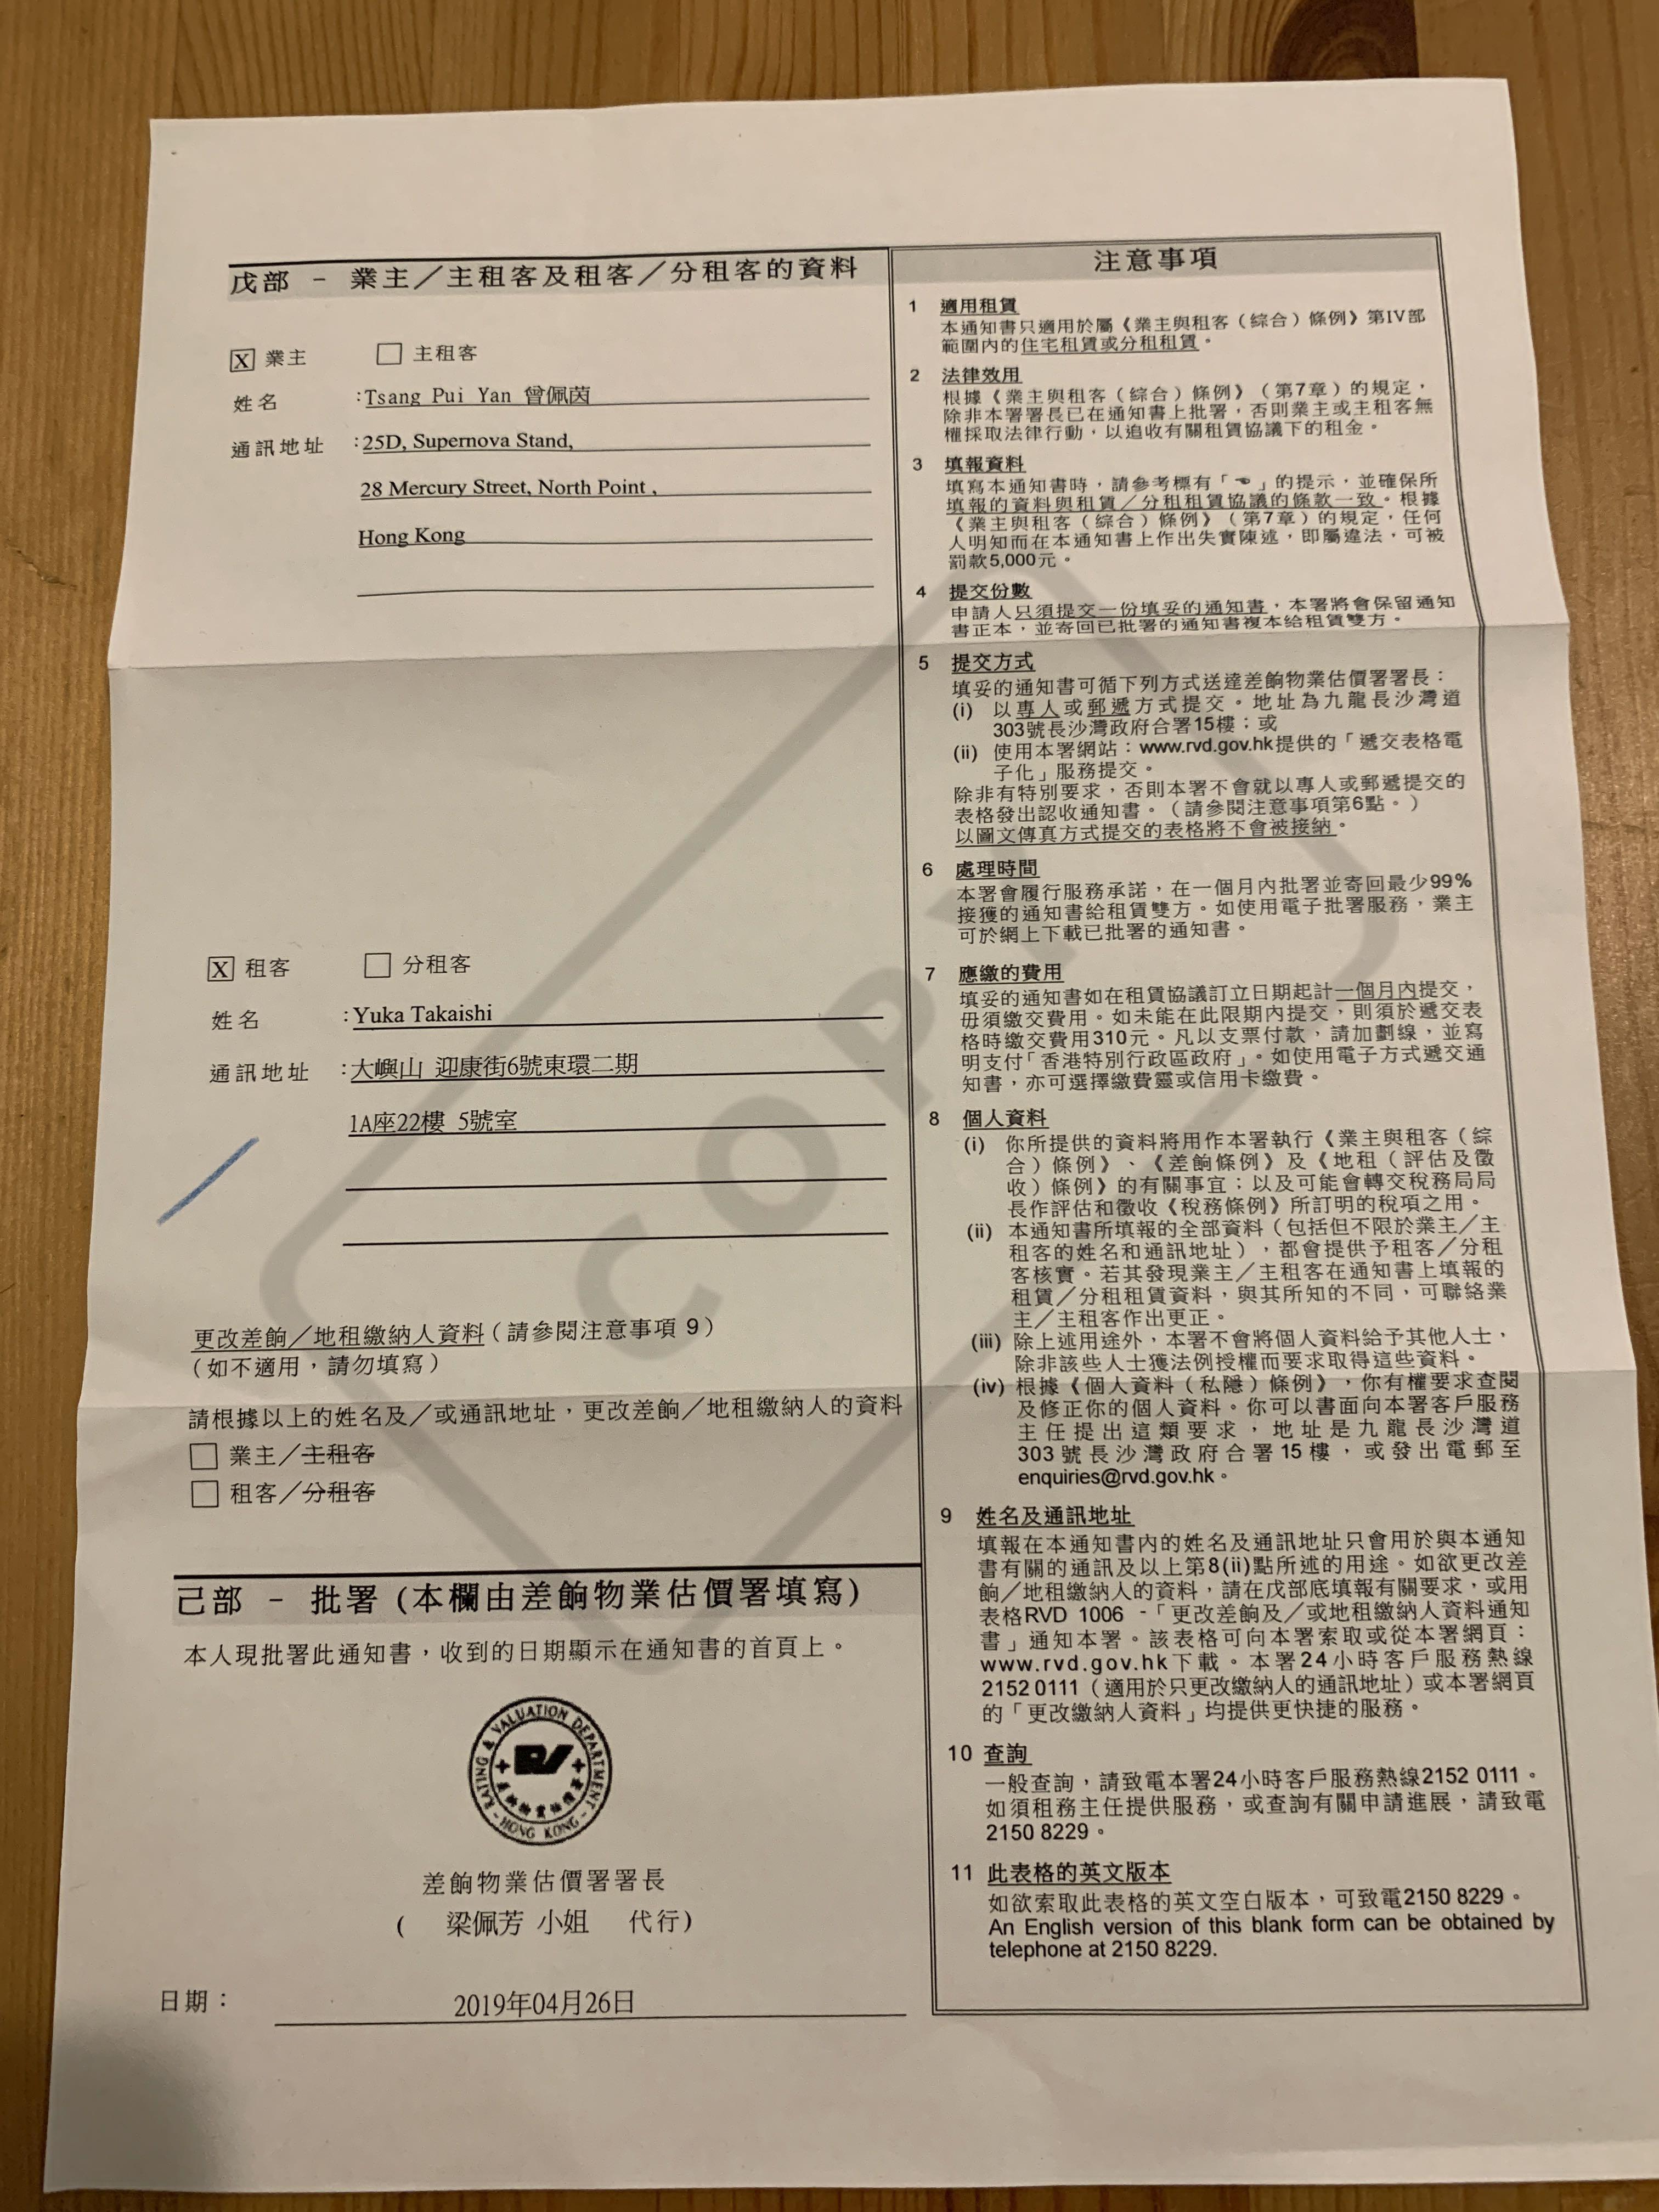 戊部 - 業主／主租客及租客／分租客的資料
X 業主 主租客
姓名 :Tsang Pui Yan 曾佩茵
通訊地址 :25D, Supernova Stand,
28 Mercury Street, North Point ,
Hong Kong
X 租客 分租客
姓名 :Yuka Takaishi
通訊地址 :大嶼山 迎康街6號東環二期
1A座22樓 5號室
更改差餉／地租繳納人資料（請參閱注意事項 9）
（如不適用，請勿填寫）
請根據以上的姓名及／或通訊地址，更改差餉／地租繳納人的資料
業主／主租客
租客／分租客
己部 - 批署 (本欄由差餉物業估價署填寫)
本人現批署此通知書，收到的日期顯示在通知書的首頁上。
RATING & VALUATION DEPARTMENT
差餉物業估價署
HONG KONG
差餉物業估價署署長
( 梁佩芳 小姐 代行)
日期： 2019年04月26日
COPY
注意事項
1 適用租賃
本通知書只適用於屬《業主與租客（綜合）條例》第IV部
範圍內的住宅租賃或分租租賃。
2 法律效用
根據《業主與租客（綜合）條例》（第7章）的規定，
除非本署署長已在通知書上批署，否則業主或主租客無
權採取法律行動，以追收有關租賃協議下的租金。
3 填報資料
填寫本通知書時，請參考標有「☚」的提示，並確保所
填報的資料與租賃／分租租賃協議的條款一致。根據
《業主與租客（綜合）條例》（第7章）的規定，任何
人明知而在本通知書上作出失實陳述，即屬違法，可被
罰款5,000元。
4 提交份數
申請人只須提交一份填妥的通知書，本署將會保留通知
書正本，並寄回已批署的通知書複本給租賃雙方。
5 提交方式
填妥的通知書可循下列方式送達差餉物業估價署署長：
(i) 以專人或郵遞方式提交。地址為九龍長沙灣道
303號長沙灣政府合署15樓；或
(ii) 使用本署網站：www.rvd.gov.hk提供的「遞交表格電
子化」服務提交。
除非有特別要求，否則本署不會就以專人或郵遞提交的
表格發出認收通知書。（請參閱注意事項第6點。）
以圖文傳真方式提交的表格將不會被接納。
6 處理時間
本署會履行服務承諾，在一個月內批署並寄回最少99%
接獲的通知書給租賃雙方。如使用電子批署服務，業主
可於網上下載已批署的通知書。
7 應繳的費用
填妥的通知書如在租賃協議訂立日期起計一個月內提交，
毋須繳交費用。如未能在此限期內提交，則須於遞交表
格時繳交費用310元。凡以支票付款，請加劃線，並寫
明支付「香港特別行政區政府」。如使用電子方式遞交通
知書，亦可選擇繳費靈或信用卡繳費。
8 個人資料
(i) 你所提供的資料將用作本署執行《業主與租客（綜
合）條例》、《差餉條例》及《地租（評估及徵
收）條例》的有關事宜；以及可能會轉交稅務局局
長作評估和徵收《稅務條例》所訂明的稅項之用。
(ii) 本通知書所填報的全部資料（包括但不限於業主／主
租客的姓名和通訊地址），都會提供予租客／分租
客核實。若其發現業主／主租客在通知書上填報的
租賃／分租租賃資料，與其所知的不同，可聯絡業
主／主租客作出更正。
(iii) 除上述用途外，本署不會將個人資料給予其他人士，
除非該些人士獲法例授權而要求取得這些資料。
(iv) 根據《個人資料（私隱）條例》，你有權要求查閱
及修正你的個人資料。你可以書面向本署客戶服務
主任提出這類要求，地址是九龍長沙灣道
303 號長沙灣政府合署 15 樓，或發出電郵至
enquiries@rvd.gov.hk。
9 姓名及通訊地址
填報在本通知書內的姓名及通訊地址只會用於與本通知
書有關的通訊及以上第8(ii)點所述的用途。如欲更改差
餉／地租繳納人的資料，請在戊部底填報有關要求，或用
表格RVD 1006 -「更改差餉及／或地租繳納人資料通知
書」通知本署。該表格可向本署索取或從本署網頁：
www.rvd.gov.hk下載。本署24小時客戶服務熱線
2152 0111（適用於只更改繳納人的通訊地址）或本署網頁
的「更改繳納人資料」均提供更快捷的服務。
10 查詢
一般查詢，請致電本署24小時客戶服務熱線2152 0111。
如須租務主任提供服務，或查詢有關申請進展，請致電
2150 8229。
11 此表格的英文版本
如欲索取此表格的英文空白版本，可致電2150 8229。
An English version of this blank form can be obtained by
telephone at 2150 8229.